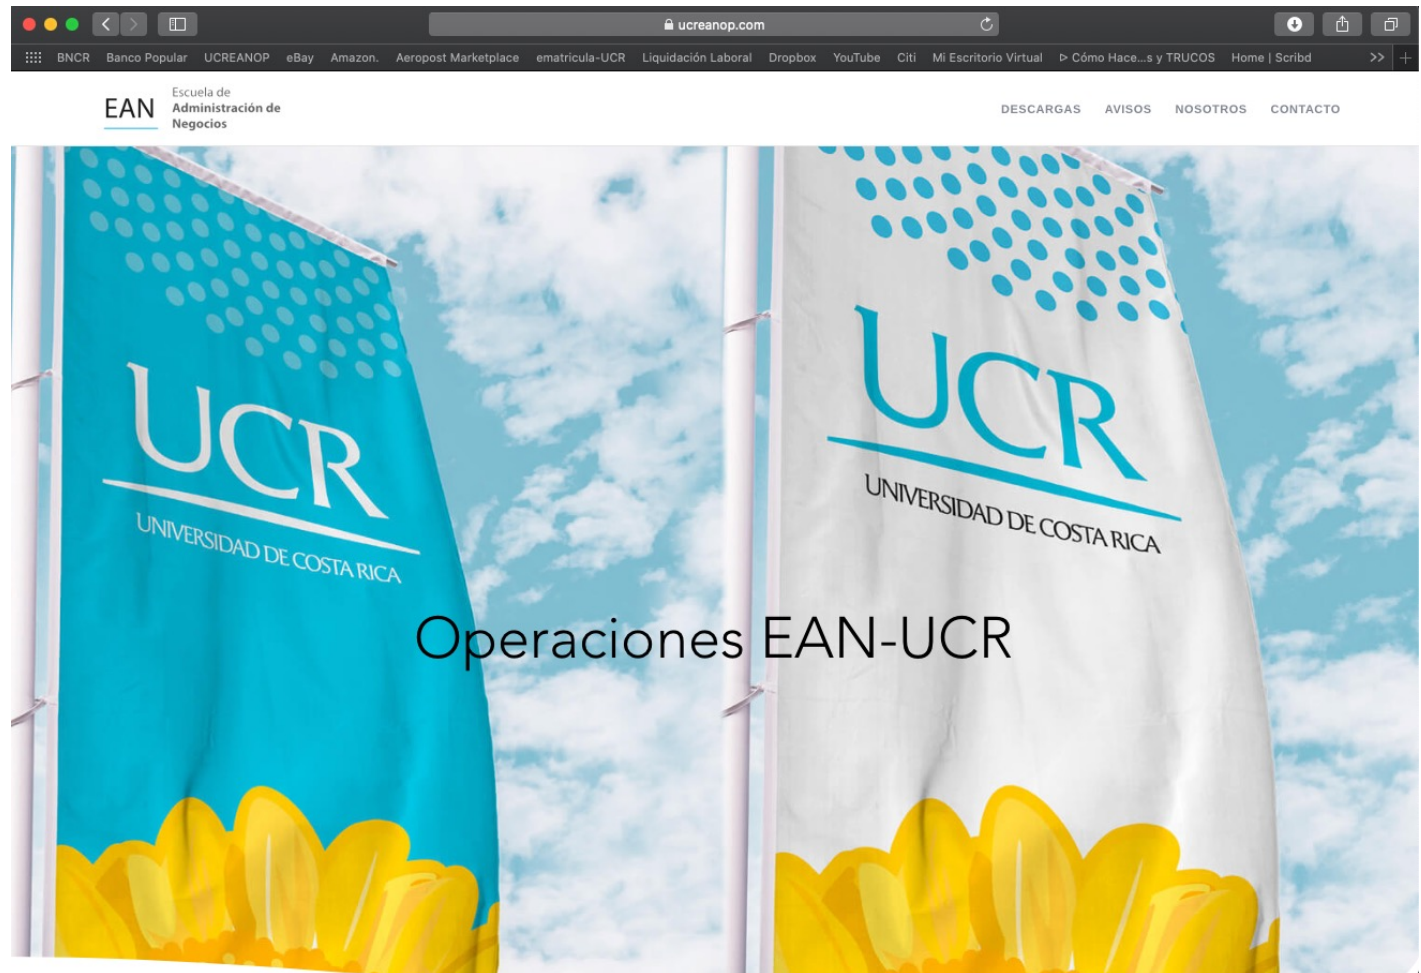 ucreanop.com
BNCR Banco Popular UCREANOP eBay Amazon. Aeropost Marketplace ematricula-UCR Liquidación Laboral Dropbox YouTube Citi Mi Escritorio Virtual ▷ Cómo Hace...s y TRUCOS Home | Scribd >> +
EAN
Escuela de
Administración de
Negocios
DESCARGAS AVISOS NOSOTROS CONTACTO
UCR
UNIVERSIDAD DE COSTA RICA
UCR
UNIVERSIDAD DE COSTA RICA
Operaciones EAN-UCR